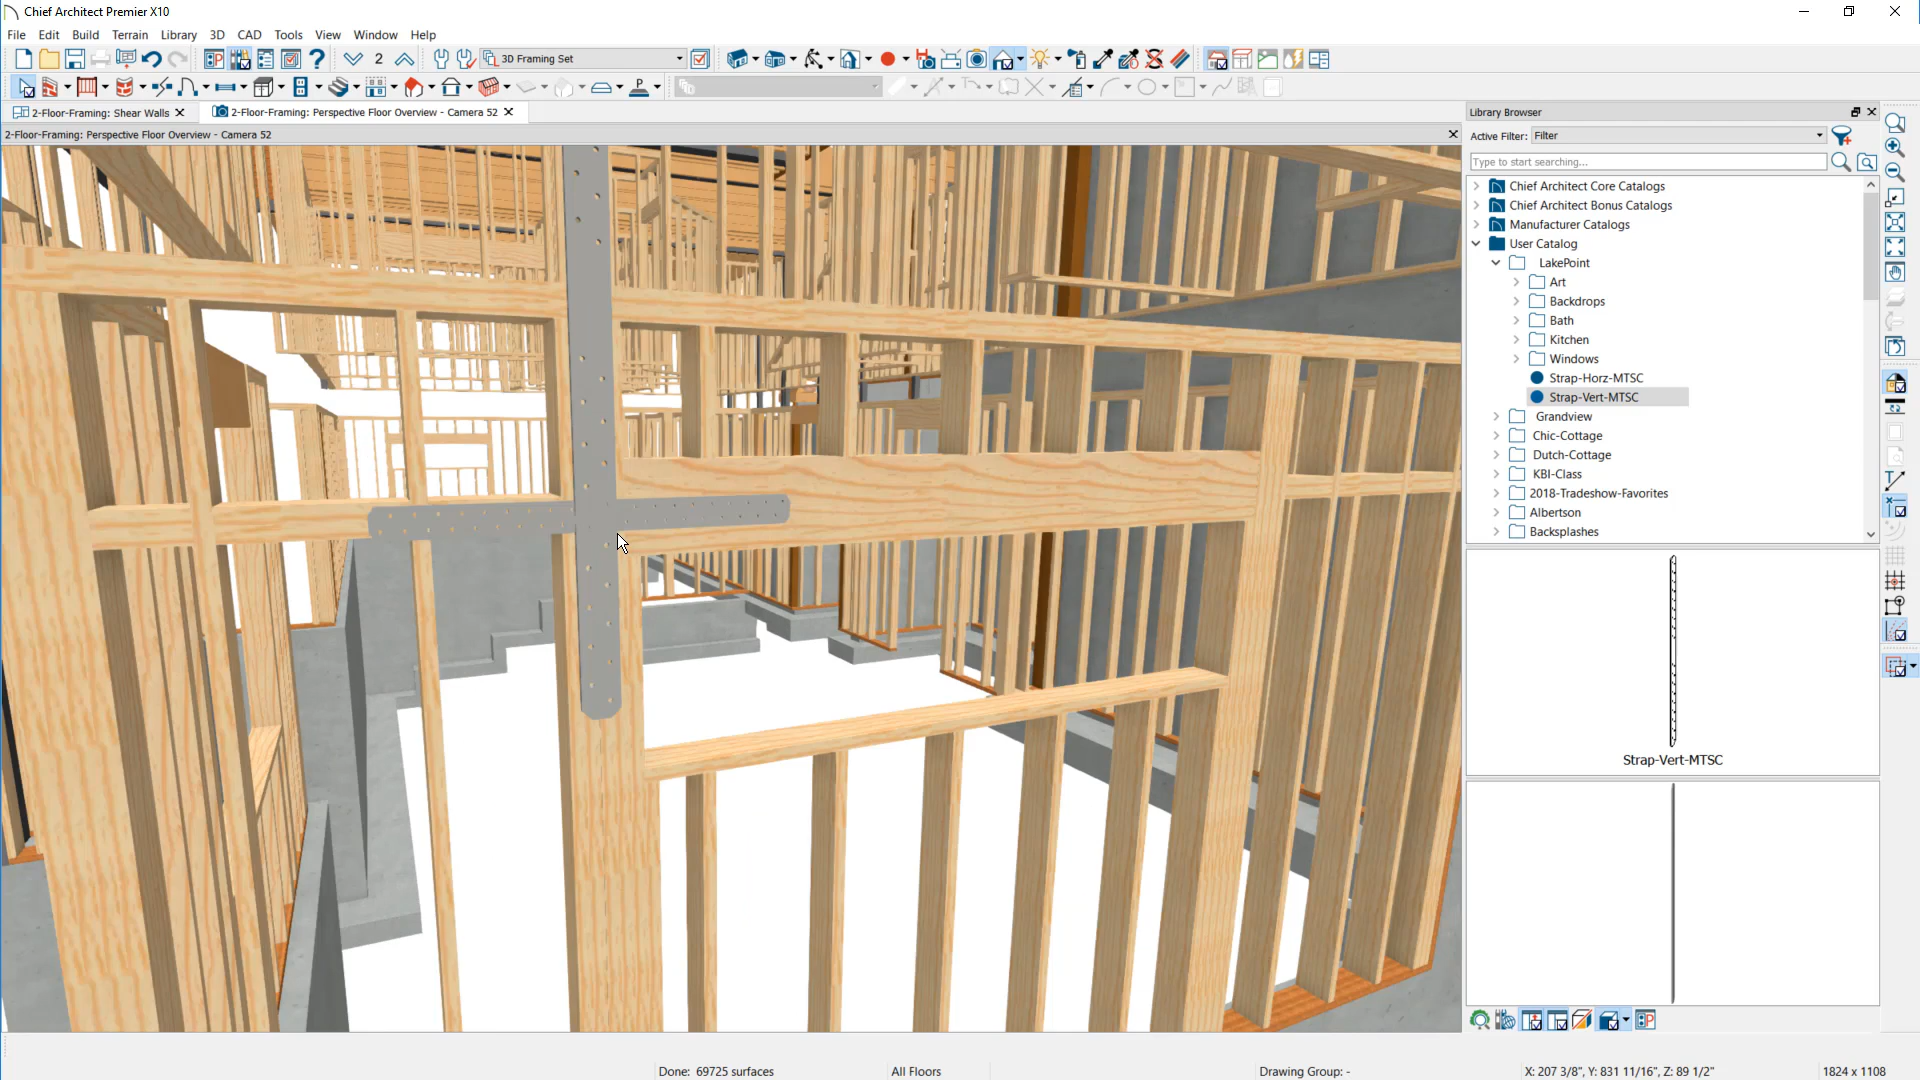 Chief Architect Premier X10
File Edit Build Terrain Library 3D CAD Tools View Window Help
2 3D Framing Set
2-Floor-Framing: Shear Walls 2-Floor-Framing: Perspective Floor Overview - Camera 52
2-Floor-Framing: Perspective Floor Overview - Camera 52
Library Browser
Active Filter: Filter
Type to start searching...
Chief Architect Core Catalogs
Chief Architect Bonus Catalogs
Manufacturer Catalogs
User Catalog
LakePoint
Art
Backdrops
Bath
Kitchen
Windows
Strap-Horz-MTSC
Strap-Vert-MTSC
Grandview
Chic-Cottage
Dutch-Cottage
KBI-Class
2018-Tradeshow-Favorites
Albertson
Backsplashes
Strap-Vert-MTSC
Done: 69725 surfaces All Floors Drawing Group: - X: 207 3/8", Y: 831 11/16", Z: 89 1/2" 1824 x 1108